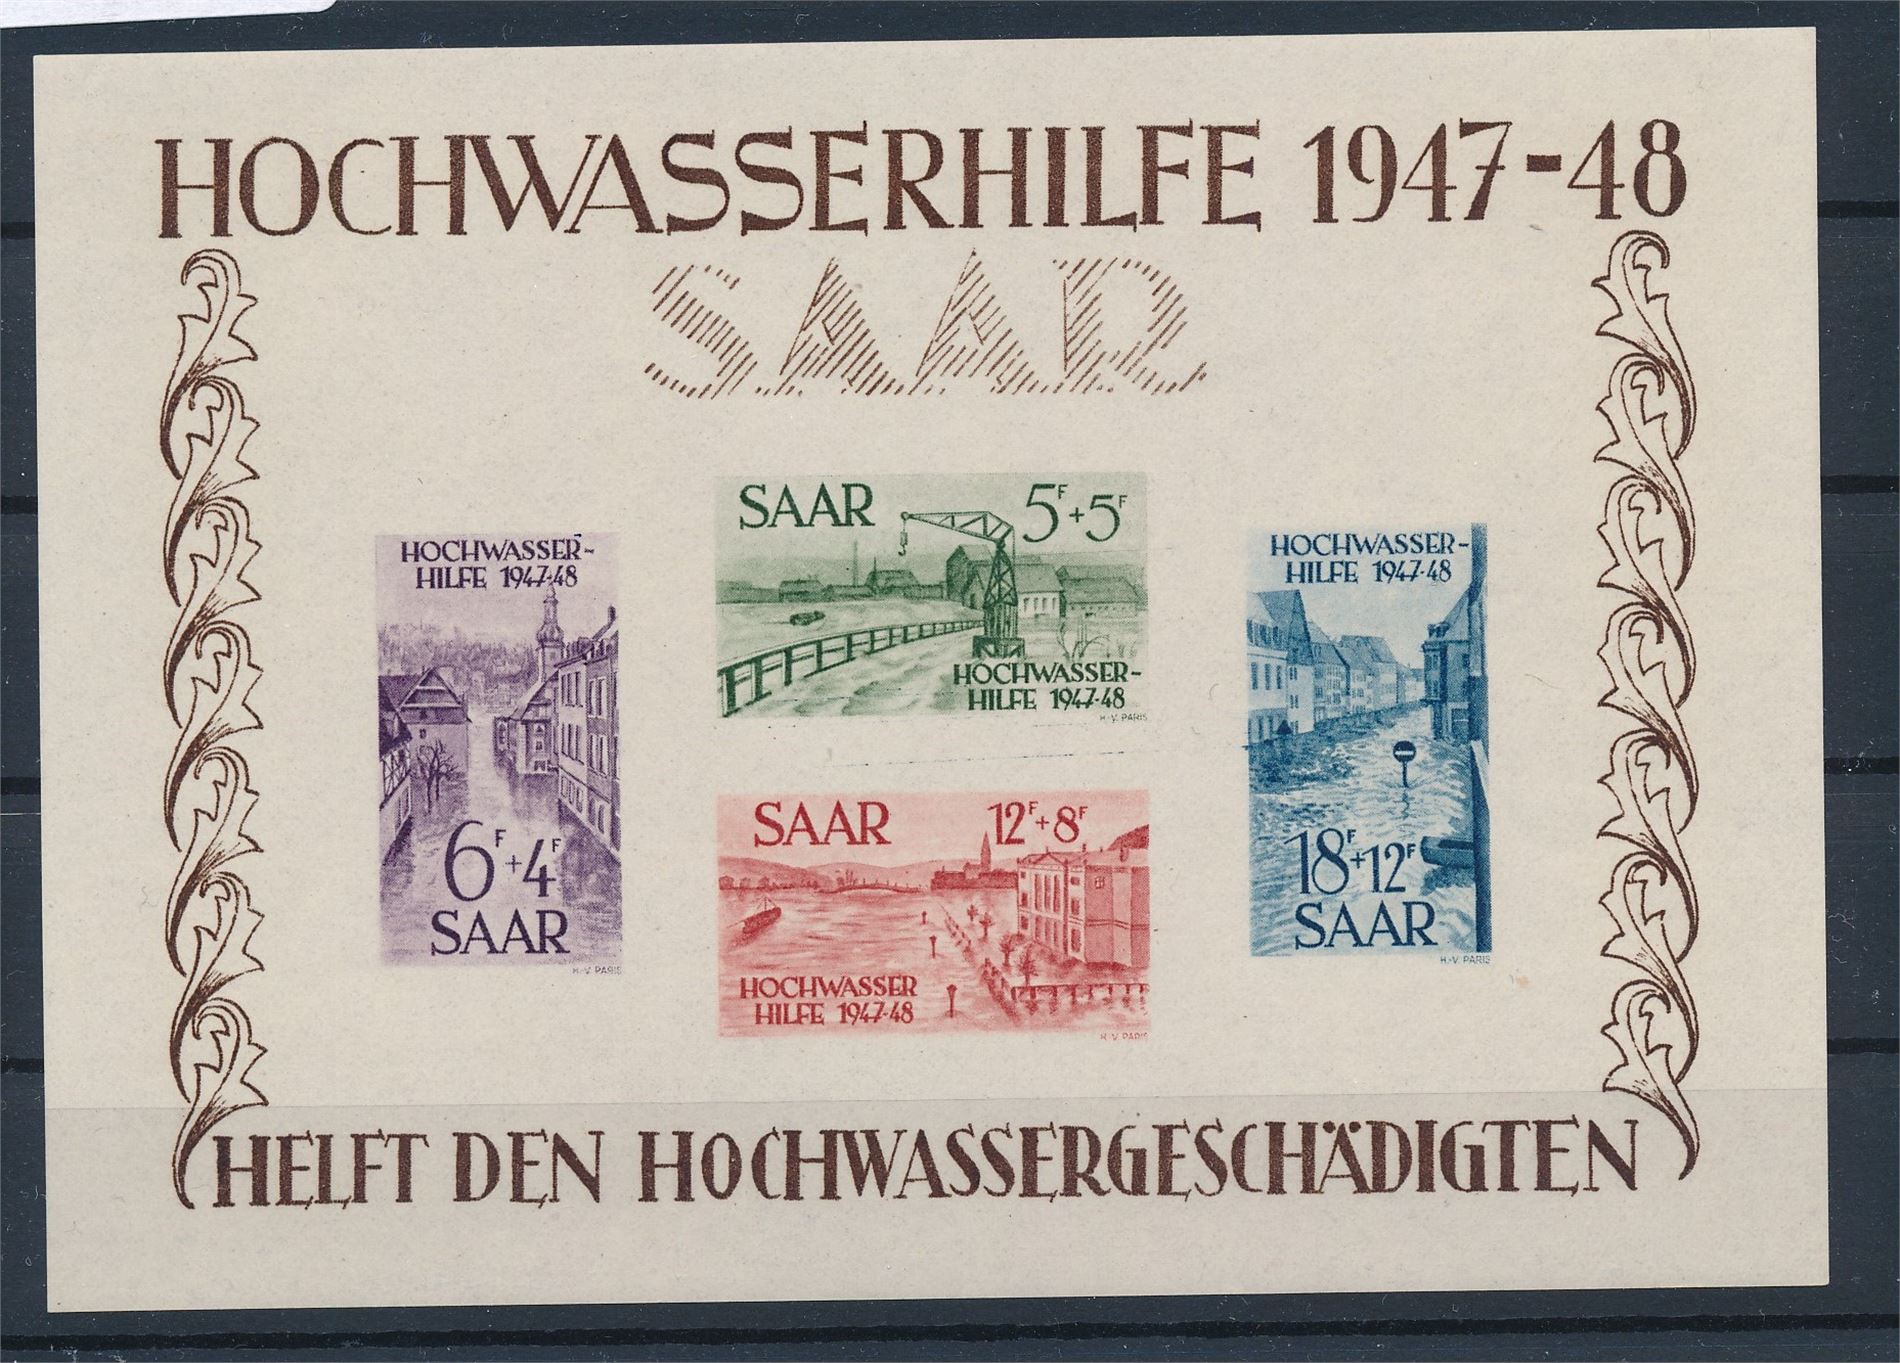 HOCHWASSERHILFE 1947-48
SAAR
HOCHWASSER-
HILFE 1947-48
6F+4F
SAAR
H.-V. PARIS
SAAR 5F+5F
HOCHWASSER-
HILFE 1947-48
H.-V. PARIS
SAAR 12F+8F
HOCHWASSER
HILFE 1947-48
H.-V. PARIS
HOCHWASSER-
HILFE 1947-48
18F+12F
SAAR
H.-V. PARIS
HELFT DEN HOCHWASSERGESCHÄDIGTEN